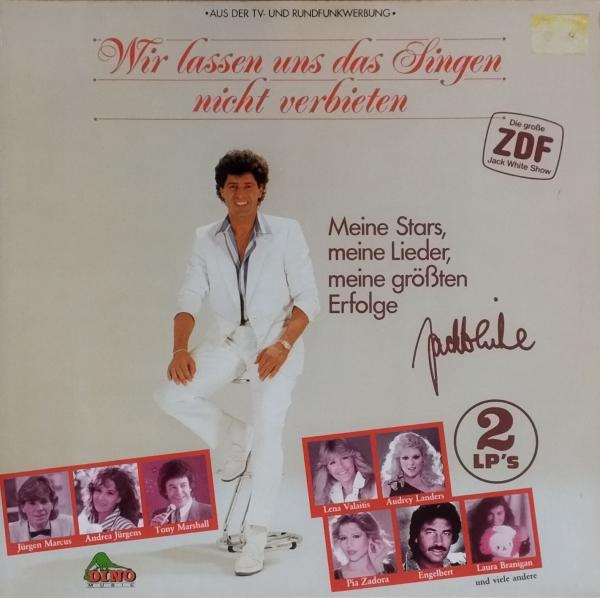 •AUS DER TV- UND RUNDFUNKWERBUNG•
Wir lassen uns das Singen
nicht verbieten
Die große
ZDF
Jack White Show
Meine Stars,
meine Lieder,
meine größten
Erfolge
Jack White
2
LP'S
Jürgen Marcus
Andrea Jürgens
Tony Marshall
Lena Valaitis
Audrey Landers
Pia Zadora
Engelbert
Laura Branigan
und viele andere
DINO
MUSIC